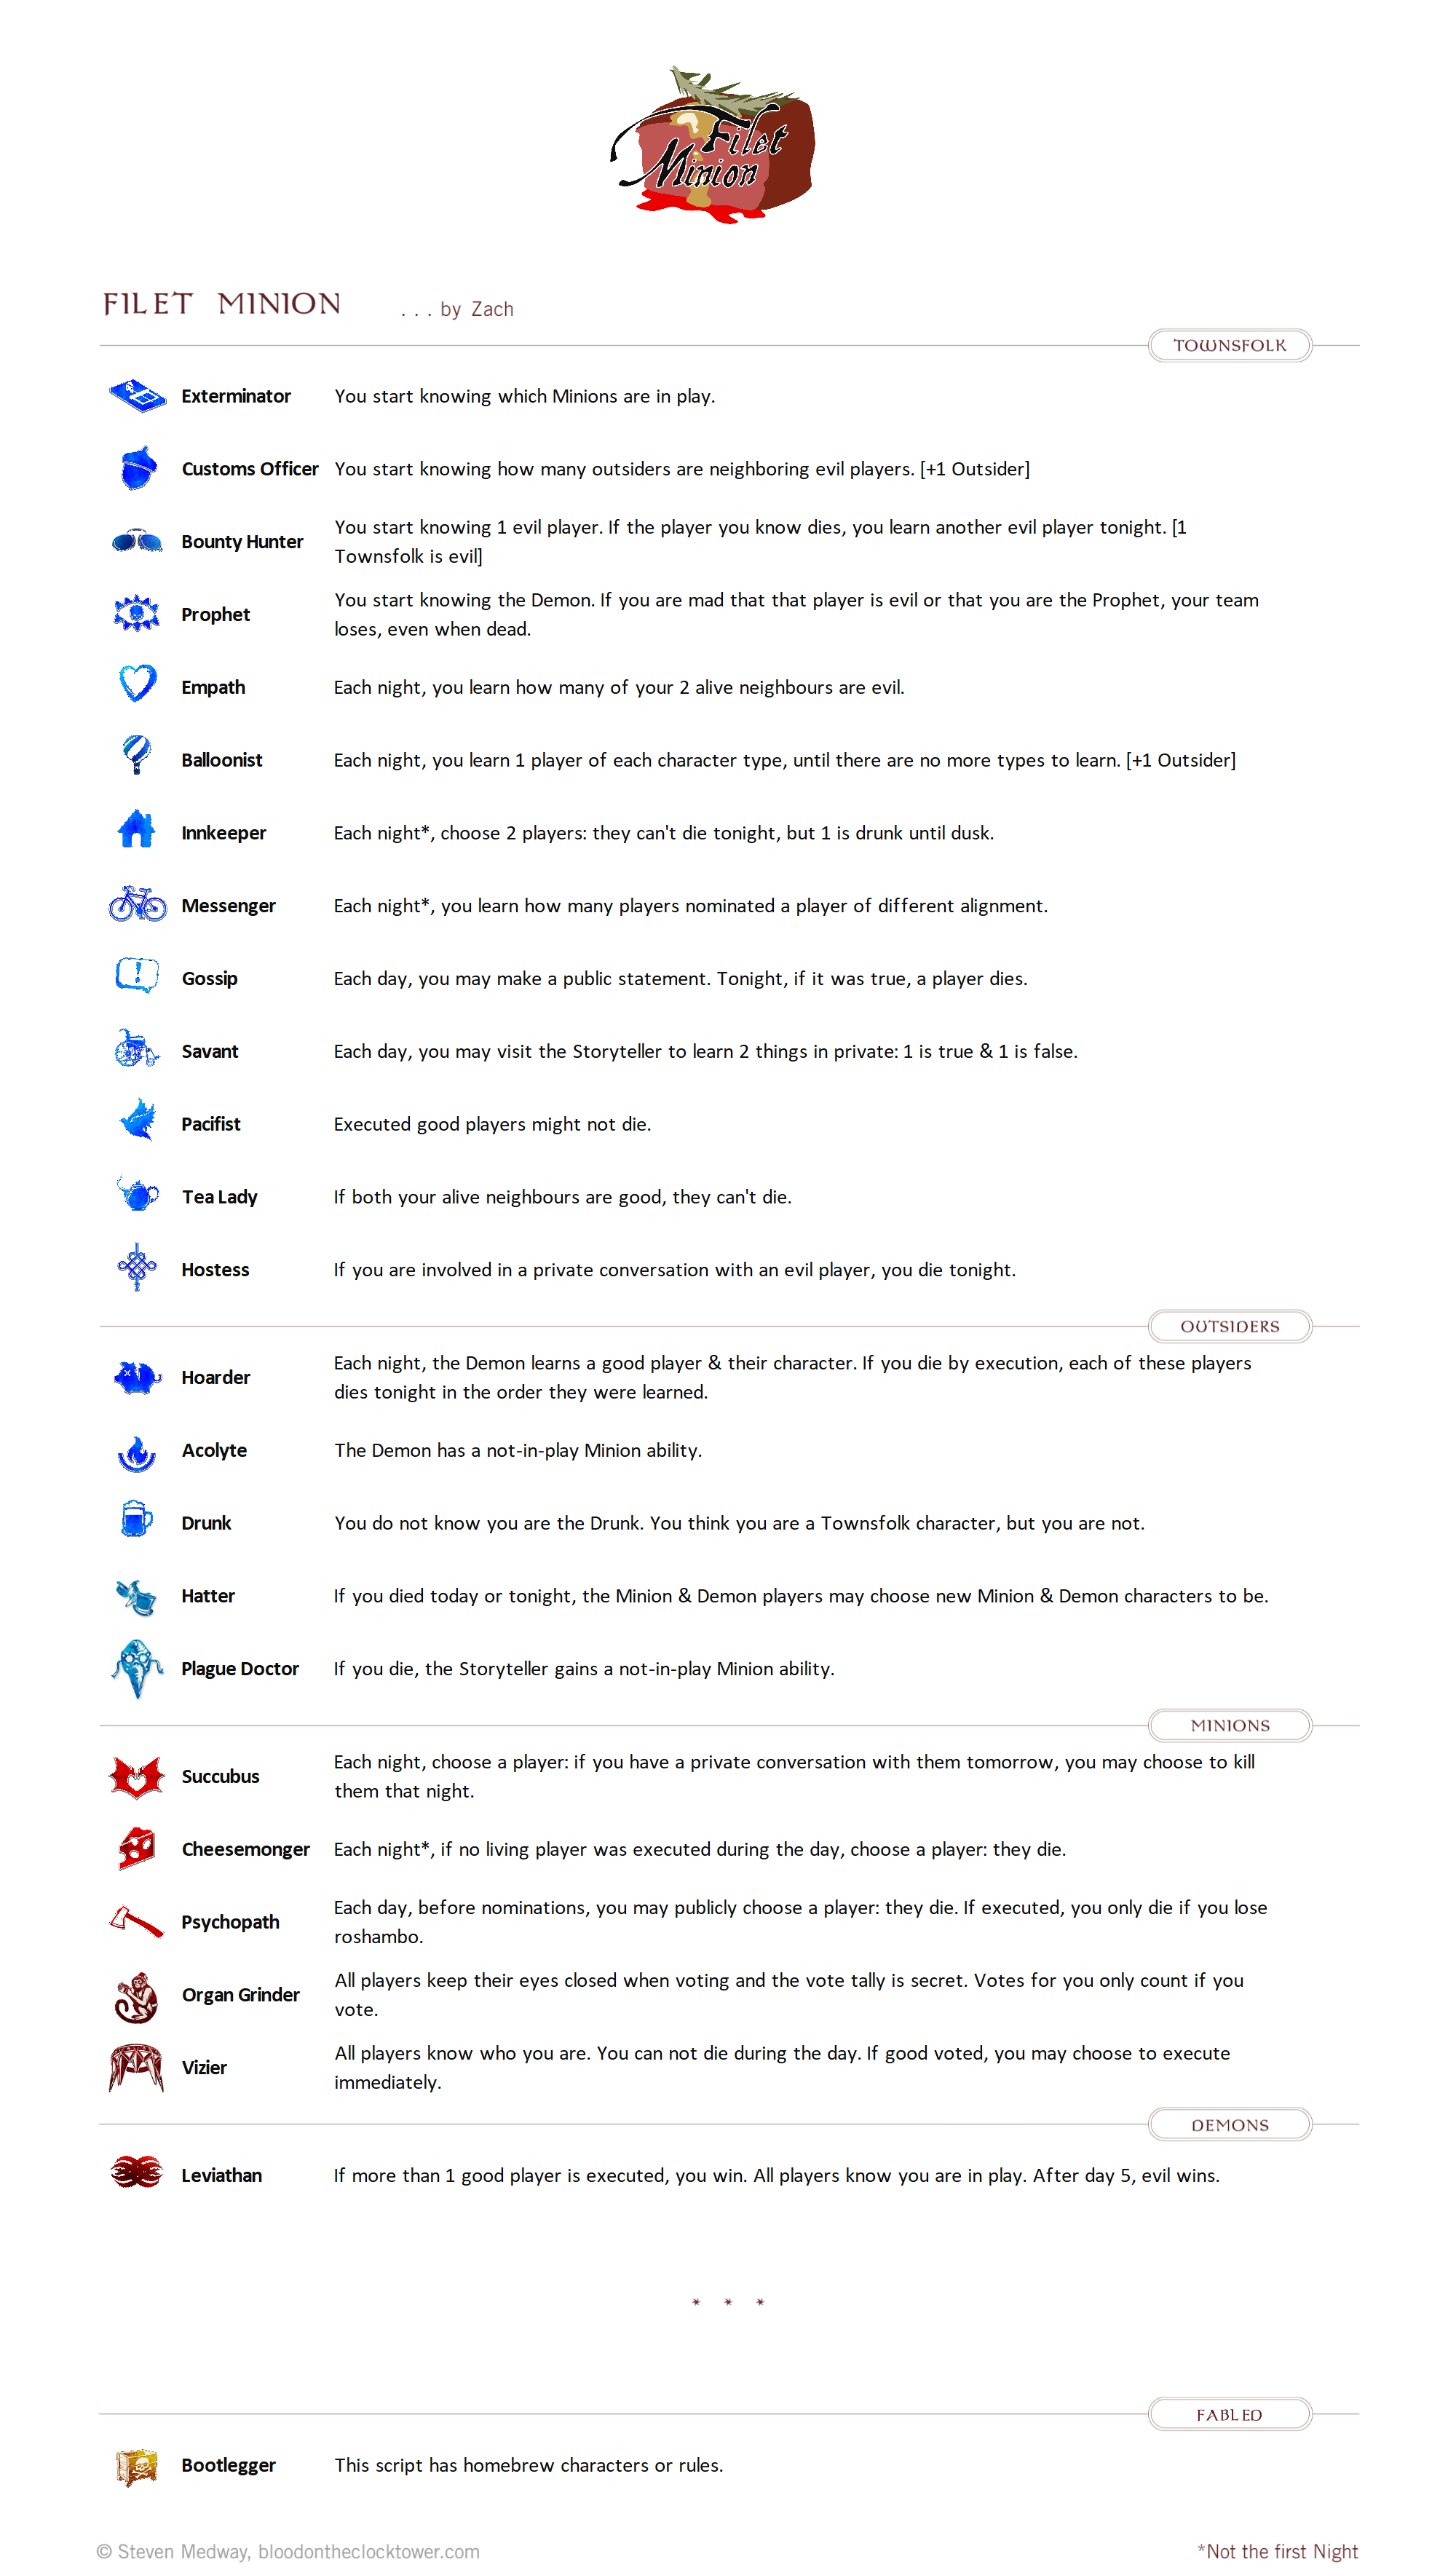 Filet
Minion
FILET MINION . . . by Zach
TOWNSFOLK
Exterminator You start knowing which Minions are in play.
Customs Officer You start knowing how many outsiders are neighboring evil players. [+1 Outsider]
You start knowing 1 evil player. If the player you know dies, you learn another evil player tonight. [1
Bounty Hunter
Townsfolk is evil]
You start knowing the Demon. If you are mad that that player is evil or that you are the Prophet, your team
Prophet
loses, even when dead.
Empath Each night, you learn how many of your 2 alive neighbours are evil.
Balloonist Each night, you learn 1 player of each character type, until there are no more types to learn. [+1 Outsider]
Innkeeper Each night*, choose 2 players: they can't die tonight, but 1 is drunk until dusk.
Messenger Each night*, you learn how many players nominated a player of different alignment.
Gossip Each day, you may make a public statement. Tonight, if it was true, a player dies.
Savant Each day, you may visit the Storyteller to learn 2 things in private: 1 is true & 1 is false.
Pacifist Executed good players might not die.
Tea Lady If both your alive neighbours are good, they can't die.
Hostess If you are involved in a private conversation with an evil player, you die tonight.
OUTSIDERS
Each night, the Demon learns a good player & their character. If you die by execution, each of these players
Hoarder
dies tonight in the order they were learned.
Acolyte The Demon has a not-in-play Minion ability.
Drunk You do not know you are the Drunk. You think you are a Townsfolk character, but you are not.
Hatter If you died today or tonight, the Minion & Demon players may choose new Minion & Demon characters to be.
Plague Doctor If you die, the Storyteller gains a not-in-play Minion ability.
MINIONS
Each night, choose a player: if you have a private conversation with them tomorrow, you may choose to kill
Succubus
them that night.
Cheesemonger Each night*, if no living player was executed during the day, choose a player: they die.
Each day, before nominations, you may publicly choose a player: they die. If executed, you only die if you lose
Psychopath
roshambo.
All players keep their eyes closed when voting and the vote tally is secret. Votes for you only count if you
Organ Grinder
vote.
All players know who you are. You can not die during the day. If good voted, you may choose to execute
Vizier
immediately.
DEMONS
Leviathan If more than 1 good player is executed, you win. All players know you are in play. After day 5, evil wins.
* * *
FABLED
Bootlegger This script has homebrew characters or rules.
© Steven Medway, bloodontheclocktower.com *Not the first Night